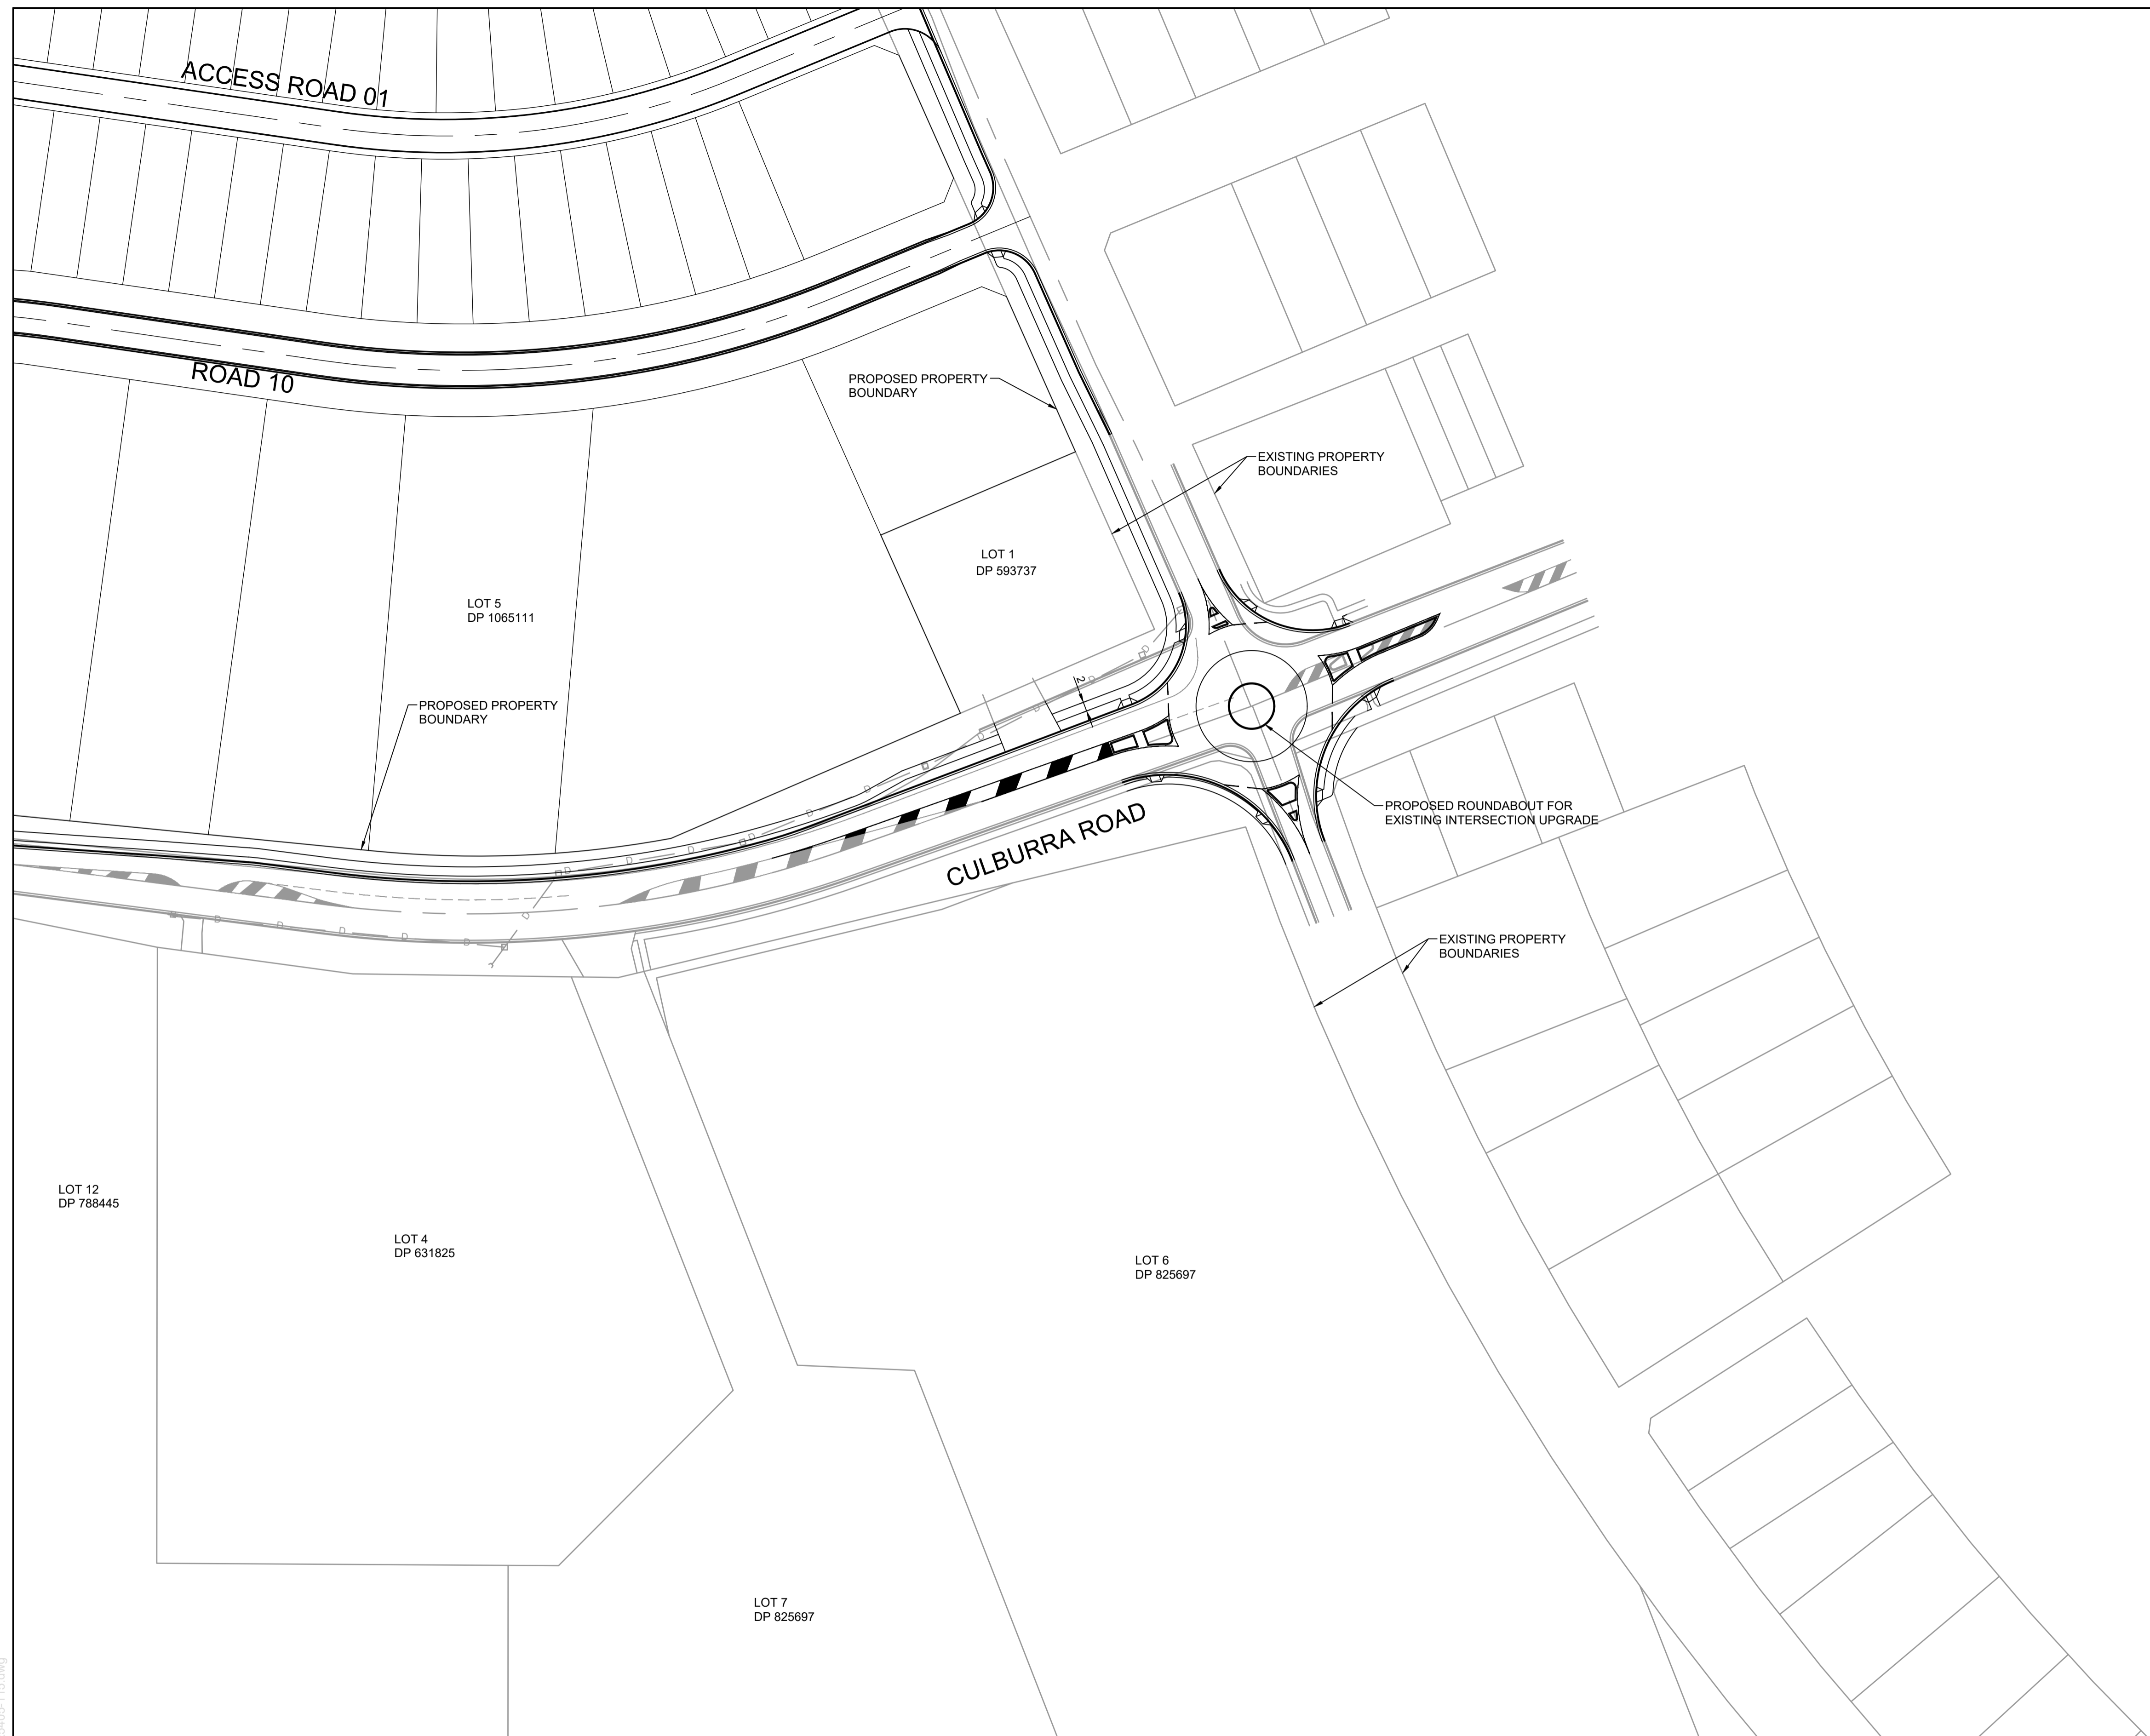 ACCESS ROAD 01
ROAD 10
PROPOSED PROPERTY
BOUNDARY
EXISTING PROPERTY
BOUNDARIES
LOT 1
DP 593737
LOT 5
DP 1065111
2
PROPOSED PROPERTY
BOUNDARY
PROPOSED ROUNDABOUT FOR
EXISTING INTERSECTION UPGRADE
CULBURRA ROAD
EXISTING PROPERTY
BOUNDARIES
LOT 12
DP 788445
LOT 4
DP 631825
LOT 6
DP 825697
LOT 7
DP 825697